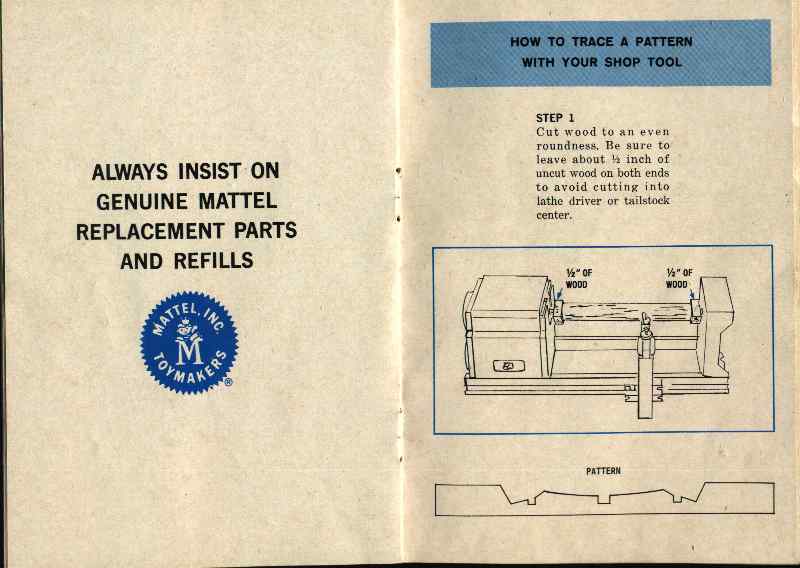 ALWAYS INSIST ON
GENUINE MATTEL
REPLACEMENT PARTS
AND REFILLS
MATTEL, INC.
M
TOYMAKERS
®
HOW TO TRACE A PATTERN
WITH YOUR SHOP TOOL
STEP 1
Cut wood to an even
roundness. Be sure to
leave about ½ inch of
uncut wood on both ends
to avoid cutting into
lathe driver or tailstock
center.
½" OF
WOOD
½" OF
WOOD
PATTERN